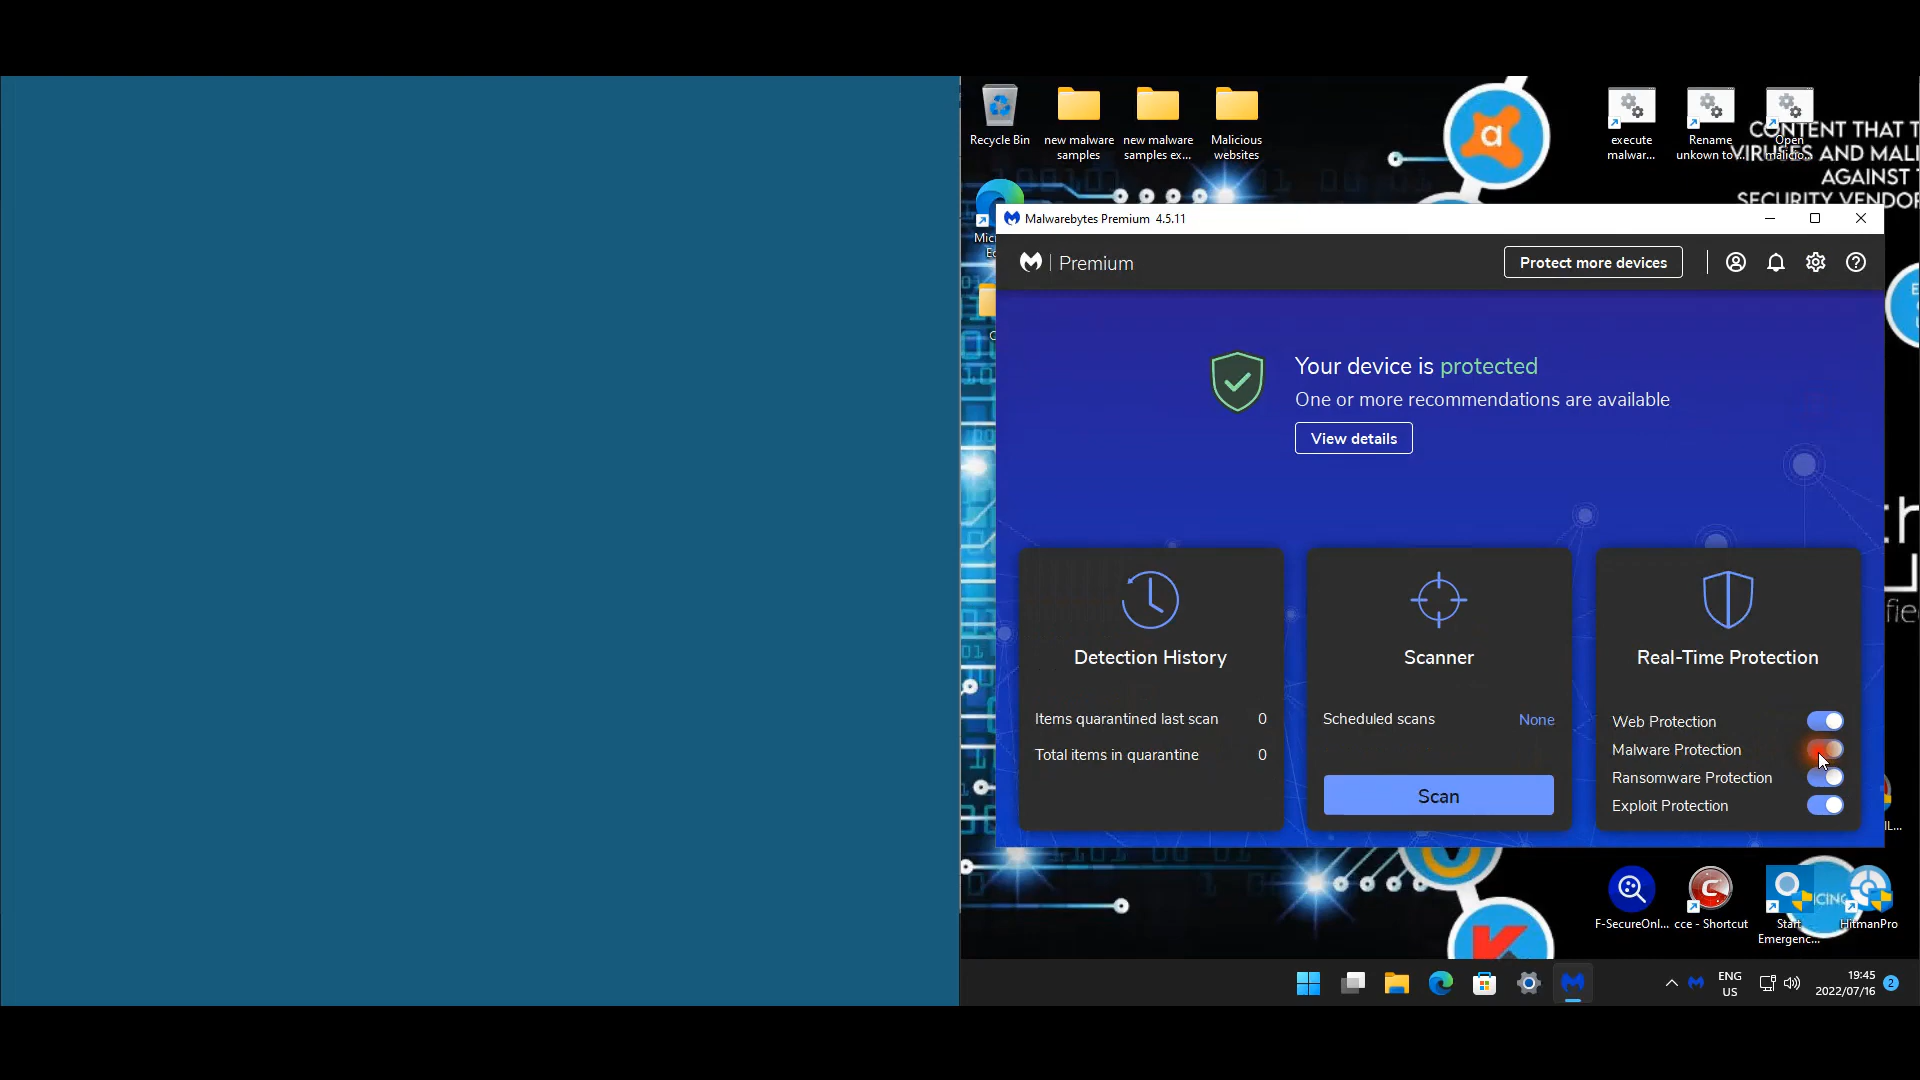 Recycle Bin
new malware
samples
new malware
samples ex...
Malicious
websites
execute
malwar...
Rename
unkown to...
Open
malicio...
CONTENT THAT T
VIRUSES AND MALI
AGAINST
SECURITY VENDOR
Malwarebytes Premium 4.5.11
Premium
Protect more devices
Your device is protected
One or more recommendations are available
View details
Detection History
Items quarantined last scan 0
Total items in quarantine 0
Scanner
Scheduled scans None
Scan
Real-Time Protection
Web Protection
Malware Protection
Ransomware Protection
Exploit Protection
F-SecureOnl...
cce - Shortcut
Start
Emergenc...
HitmanPro
ENG
US
19:45
2022/07/16
2